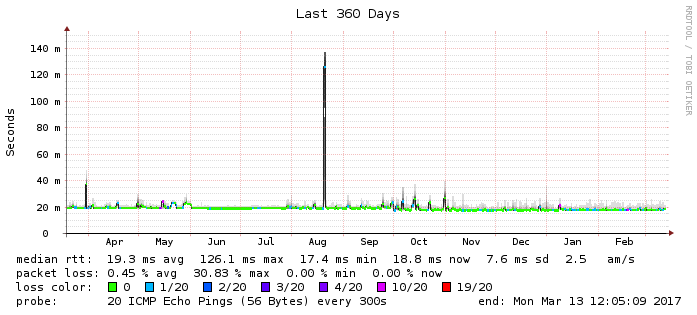 Last 360 Days
RRDTOOL / TOBI OETIKER
Seconds
140 m
120 m
100 m
80 m
60 m
40 m
20 m
0
Apr May Jun Jul Aug Sep Oct Nov Dec Jan Feb
median rtt: 19.3 ms avg 126.1 ms max 17.4 ms min 18.8 ms now 7.6 ms sd 2.5 am/s
packet loss: 0.45 % avg 30.83 % max 0.00 % min 0.00 % now
loss color: 0 1/20 2/20 3/20 4/20 10/20 19/20
probe: 20 ICMP Echo Pings (56 Bytes) every 300s end: Mon Mar 13 12:05:09 2017